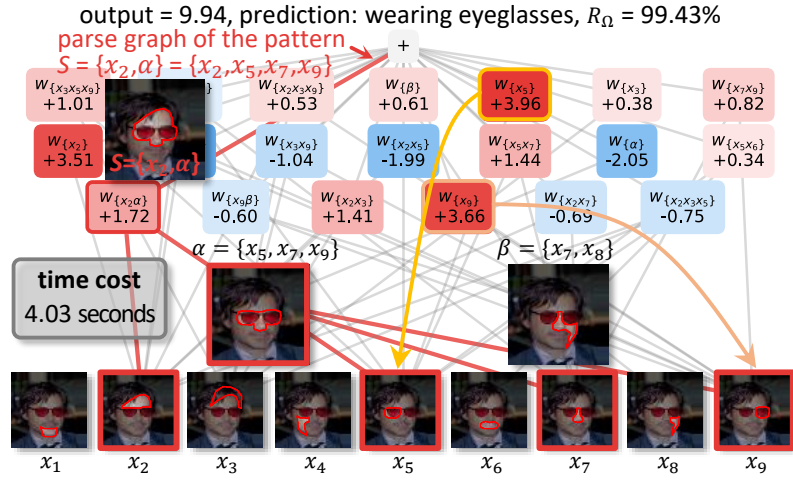 output = 9.94, prediction: wearing eyeglasses, $R_Ω$ = 99.43%
parse graph of the pattern
$S = \{x_2, α\} = \{x_2, x_5, x_7, x_9\}$
+
$w_{\{x_3x_5x_9\}}$ +1.01
$w_{\{x_2x_3x_9\}}$ +0.53
$w_{\{β\}}$ +0.61
$w_{\{x_5\}}$ +3.96
$w_{\{x_3\}}$ +0.38
$w_{\{x_7x_9\}}$ +0.82
$w_{\{x_2\}}$ +3.51
$S=\{x_2, α\}$
$w_{\{x_3x_9\}}$ -1.04
$w_{\{x_2x_5\}}$ -1.99
$w_{\{x_5x_7\}}$ +1.44
$w_{\{α\}}$ -2.05
$w_{\{x_5x_6\}}$ +0.34
$w_{\{x_2α\}}$ +1.72
$w_{\{x_9β\}}$ -0.60
$w_{\{x_2x_3\}}$ +1.41
$w_{\{x_9\}}$ +3.66
$w_{\{x_2x_7\}}$ -0.69
$w_{\{x_2x_3x_5\}}$ -0.75
$α = \{x_5, x_7, x_9\}$
$β = \{x_7, x_8\}$
time cost
4.03 seconds
$x_1$ $x_2$ $x_3$ $x_4$ $x_5$ $x_6$ $x_7$ $x_8$ $x_9$